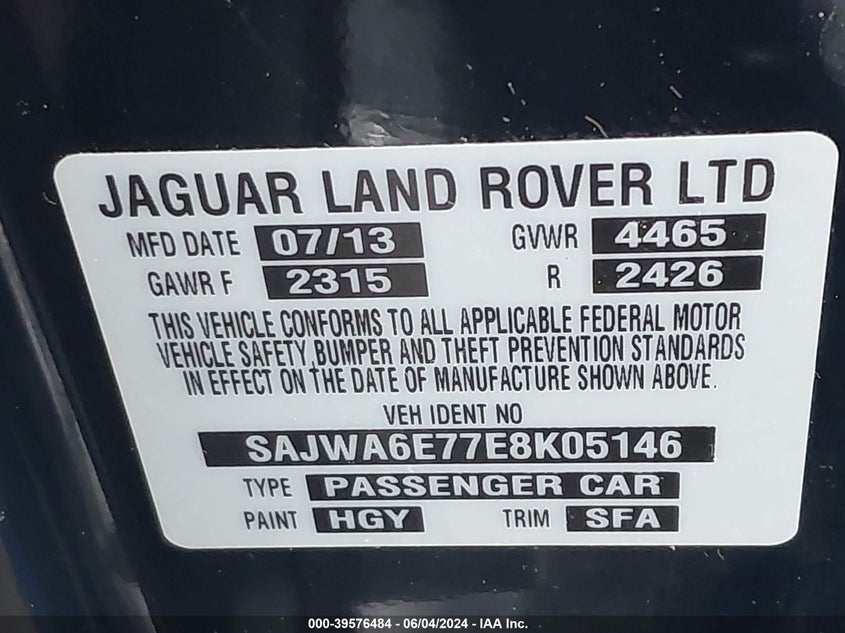 JAGUAR LAND ROVER LTD
MFD DATE 07/13 GVWR 4465
GAWR F 2315 R 2426
THIS VEHICLE CONFORMS TO ALL APPLICABLE FEDERAL MOTOR
VEHICLE SAFETY,BUMPER AND THEFT PREVENTION STANDARDS
IN EFFECT ON THE DATE OF MANUFACTURE SHOWN ABOVE.
VEH IDENT NO
SAJWA6E77E8K05146
TYPE PASSENGER CAR
PAINT HGY TRIM SFA
000-39576484 - 06/04/2024 - IAA Inc.